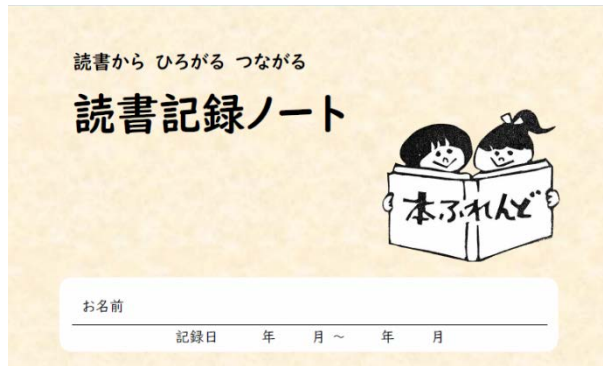 読書から ひろがる つながる
読書記録ノート
本ふれんど
お名前
記録日 年 月 ~ 年 月